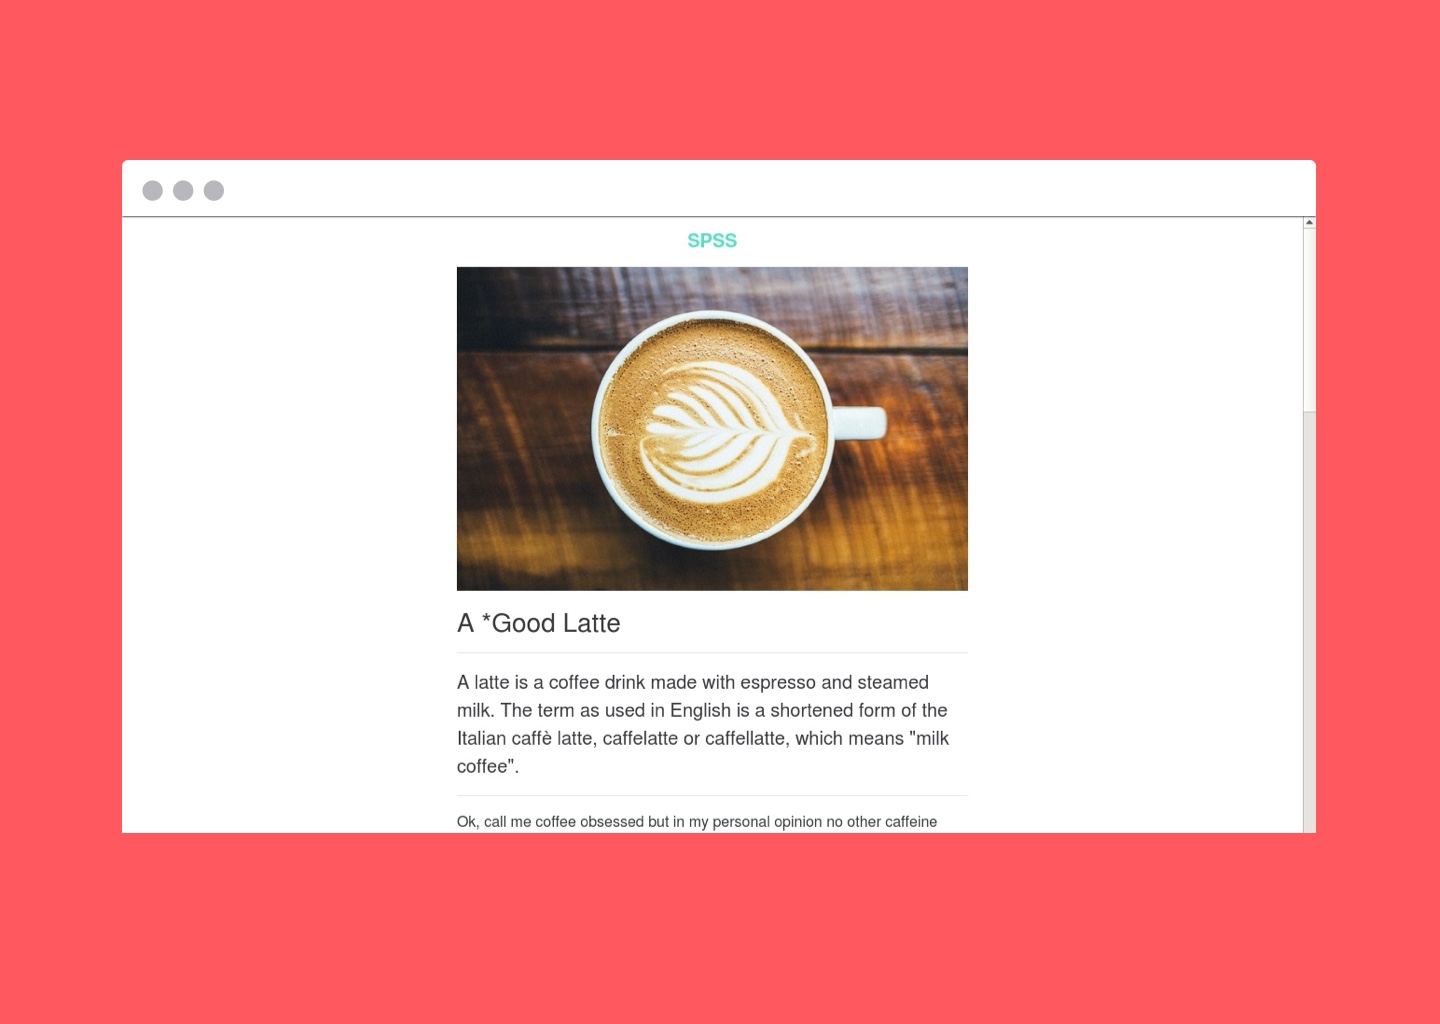 SPSS
A *Good Latte
A latte is a coffee drink made with espresso and steamed
milk. The term as used in English is a shortened form of the
Italian caffè latte, caffelatte or caffellatte, which means "milk
coffee".
Ok, call me coffee obsessed but in my personal opinion no other caffeine